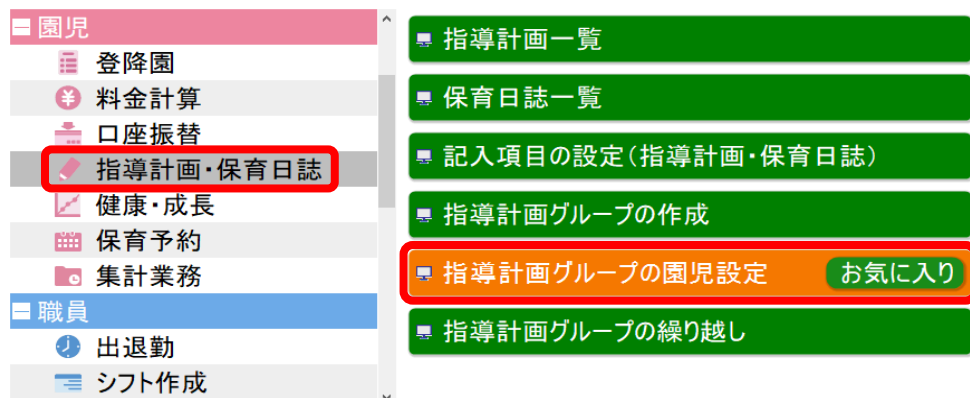 園児
登降園
料金計算
口座振替
指導計画・保育日誌
健康・成長
保育予約
集計業務
職員
出退勤
シフト作成
指導計画一覧
保育日誌一覧
記入項目の設定（指導計画・保育日誌）
指導計画グループの作成
指導計画グループの園児設定 お気に入り
指導計画グループの繰り越し